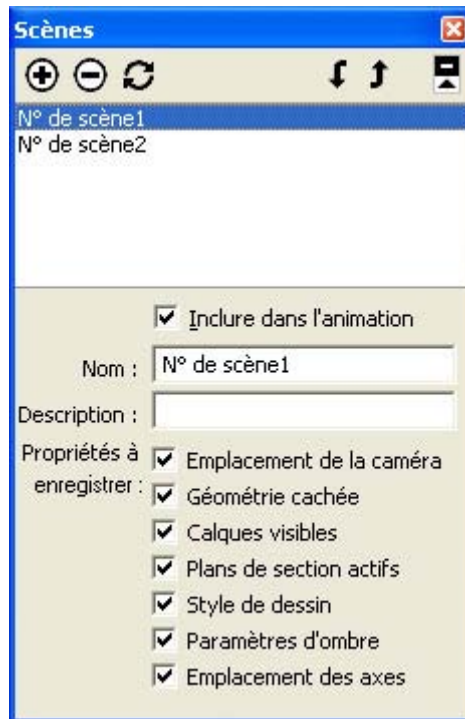 Scènes
N° de scène1
N° de scène2
Inclure dans l'animation
Nom : N° de scène1
Description :
Propriétés à enregistrer :
Emplacement de la caméra
Géométrie cachée
Calques visibles
Plans de section actifs
Style de dessin
Paramètres d'ombre
Emplacement des axes